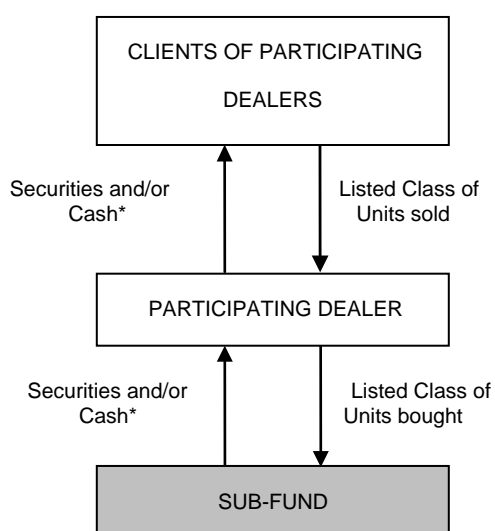 CLIENTS OF PARTICIPATING
DEALERS
Securities and/or
Cash*
Listed Class of
Units sold
PARTICIPATING DEALER
Securities and/or
Cash*
Listed Class of
Units bought
SUB-FUND